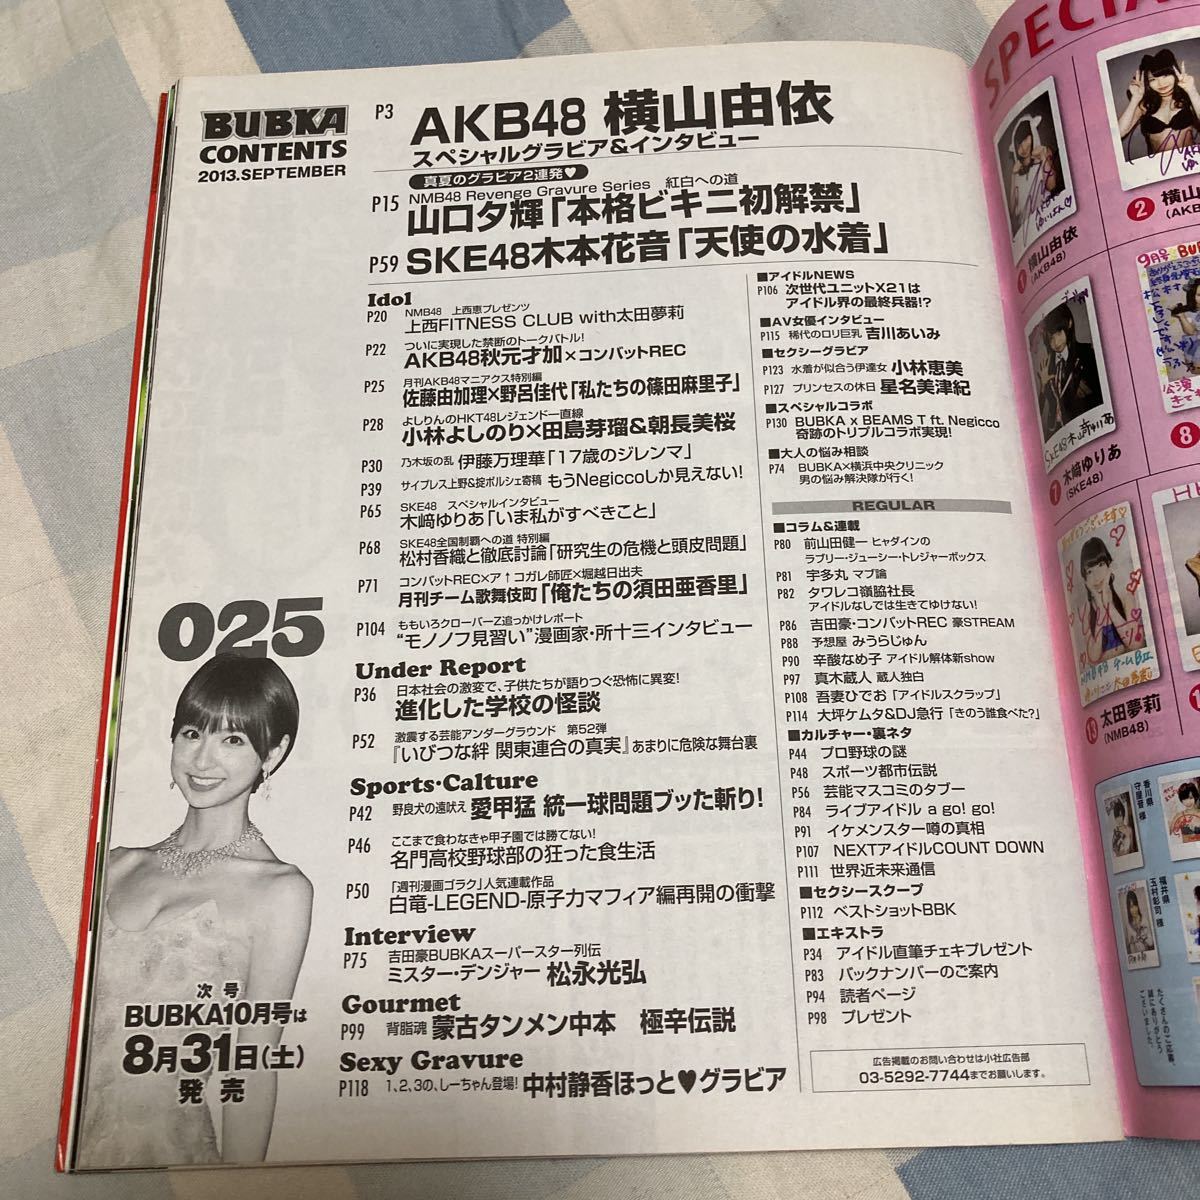 BUBKA
CONTENTS
2013.SEPTEMBER
P3 AKB48 横山由依
スペシャルグラビア&インタビュー
真夏のグラビア2連発♥
NMB48 Revenge Gravure Series 紅白への道
P15 山口夕輝「本格ビキニ初解禁」
P59 SKE48木本花音「天使の水着」
Idol
NMB48 上西恵プレゼンツ
P20 上西FITNESS CLUB with太田夢莉
ついに実現した禁断のトークバトル!
P22 AKB48秋元才加×コンバットREC
月刊AKB48マニアクス特別編
P25 佐藤由加理×野呂佳代「私たちの篠田麻里子」
よしりんのHKT48レジェンド一直線
P28 小林よしのり×田島芽瑠&朝長美桜
P30 乃木坂の乱 伊藤万理華「17歳のジレンマ」
P39 サイプレス上野&掟ポルシェ寄稿 もうNegiccoしか見えない!
SKE48 スペシャルインタビュー
P65 木﨑ゆりあ「いま私がすべきこと」
SKE48全国制覇への道 特別編
P68 松村香織と徹底討論「研究生の危機と頭皮問題」
コンバットREC×ア↑コガレ師匠×堀越日出夫
P71 月刊チーム歌舞伎町「俺たちの須田亜香里」
ももいろクローバーZ追っかけレポート
P104 “モノノフ見習い”漫画家・所十三インタビュー
Under Report
日本社会の激変で、子供たちが語りつぐ恐怖に異変!
P36 進化した学校の怪談
激震する芸能アンダーグラウンド 第52弾
P52 『いびつな絆 関東連合の真実』あまりに危険な舞台裏
Sports・Calture
P42 野良犬の遠吠え 愛甲猛 統一球問題ブッた斬り!
ここまで食わなきゃ甲子園では勝てない!
P46 名門高校野球部の狂った食生活
「週刊漫画ゴラク」人気連載作品
P50 白竜-LEGEND-原子力マフィア編再開の衝撃
Interview
吉田豪BUBKAスーパースター列伝
P75 ミスター・デンジャー 松永光弘
Gourmet
P99 背脂魂 蒙古タンメン中本 極辛伝説
Sexy Gravure
P118 1、2、3の、しーちゃん登場! 中村静香ほっと♥グラビア
■アイドルNEWS
P106 次世代ユニットX21は
アイドル界の最終兵器!?
■AV女優インタビュー
P115 稀代のロリ巨乳 吉川あいみ
■セクシーグラビア
P123 水着が似合う伊達女 小林恵美
P127 プリンセスの休日 星名美津紀
■スペシャルコラボ
P130 BUBKA x BEAMS T ft. Negicco
奇跡のトリプルコラボ実現!
■大人の悩み相談
P74 BUBKA×横浜中央クリニック
男の悩み解決隊が行く!
REGULAR
■コラム&連載
P80 前山田健一 ヒャダインの
ラブリー・ジューシー・トレジャーボックス
P81 宇多丸 マブ論
P82 タワレコ嶺脇社長
アイドルなしでは生きてゆけない!
P86 吉田豪・コンバットREC 豪STREAM
P88 予想屋 みうらじゅん
P90 辛酸なめ子 アイドル解体新show
P97 真木蔵人 蔵人独白
P108 吾妻ひでお「アイドルスクラップ」
P114 大坪ケムタ&DJ急行「きのう誰食べた?」
■カルチャー・裏ネタ
P44 プロ野球の謎
P48 スポーツ都市伝説
P56 芸能マスコミのタブー
P84 ライブアイドル a go! go!
P91 イケメンスター噂の真相
P107 NEXTアイドルCOUNT DOWN
P111 世界近未来通信
■セクシースクープ
P112 ベストショットBBK
■エキストラ
P34 アイドル直筆チェキプレゼント
P83 バックナンバーのご案内
P94 読者ページ
P98 プレゼント
広告掲載のお問い合わせは小社広告部
03-5292-7744までお願いします。
025
次号
BUBKA10月号は
8月31日(土)
発売
SPECIA
1 横山由依
(AKB48)
2 横山
(AKB
7 木﨑ゆりあ
(SKE48)
8
13 太田夢莉
(NMB48)
香川県
守屋晋 様
福井県
玉村彰司 様
たくさんのご応募、
誠にありがとう
ございました。